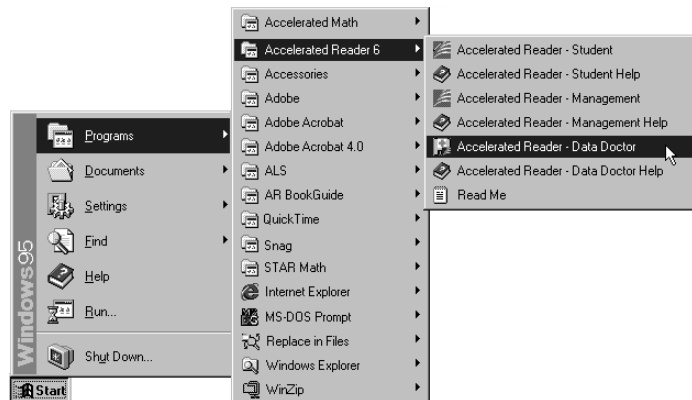 Programs
Documents
Settings
Find
Help
Run...
Shut Down...
Windows95
Start
Accelerated Math
Accelerated Reader 6
Accessories
Adobe
Adobe Acrobat
Adobe Acrobat 4.0
ALS
AR BookGuide
QuickTime
Snag
STAR Math
Internet Explorer
MS-DOS Prompt
Replace in Files
Windows Explorer
WinZip
Accelerated Reader - Student
Accelerated Reader - Student Help
Accelerated Reader - Management
Accelerated Reader - Management Help
Accelerated Reader - Data Doctor
Accelerated Reader - Data Doctor Help
Read Me